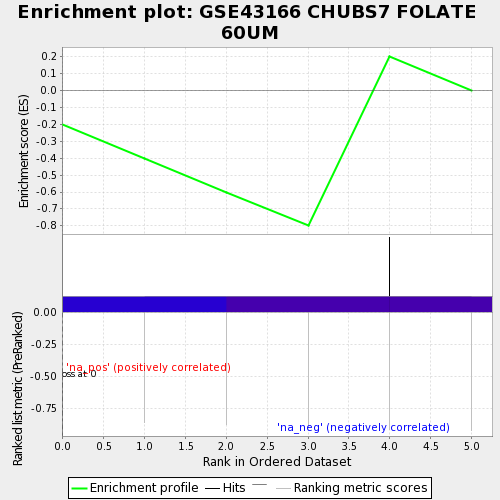 Enrichment plot: GSE43166 CHUBS7 FOLATE
60UM
Enrichment score (ES)
0.2
0.1
0.0
-0.1
-0.2
-0.3
-0.4
-0.5
-0.6
-0.7
-0.8
Ranked list metric (PreRanked)
0.00
-0.25
-0.50
-0.75
'na_pos' (positively correlated)
oss at 0
'na_neg' (negatively correlated)
0.0 0.5 1.0 1.5 2.0 2.5 3.0 3.5 4.0 4.5 5.0
Rank in Ordered Dataset
Enrichment profile Hits Ranking metric scores